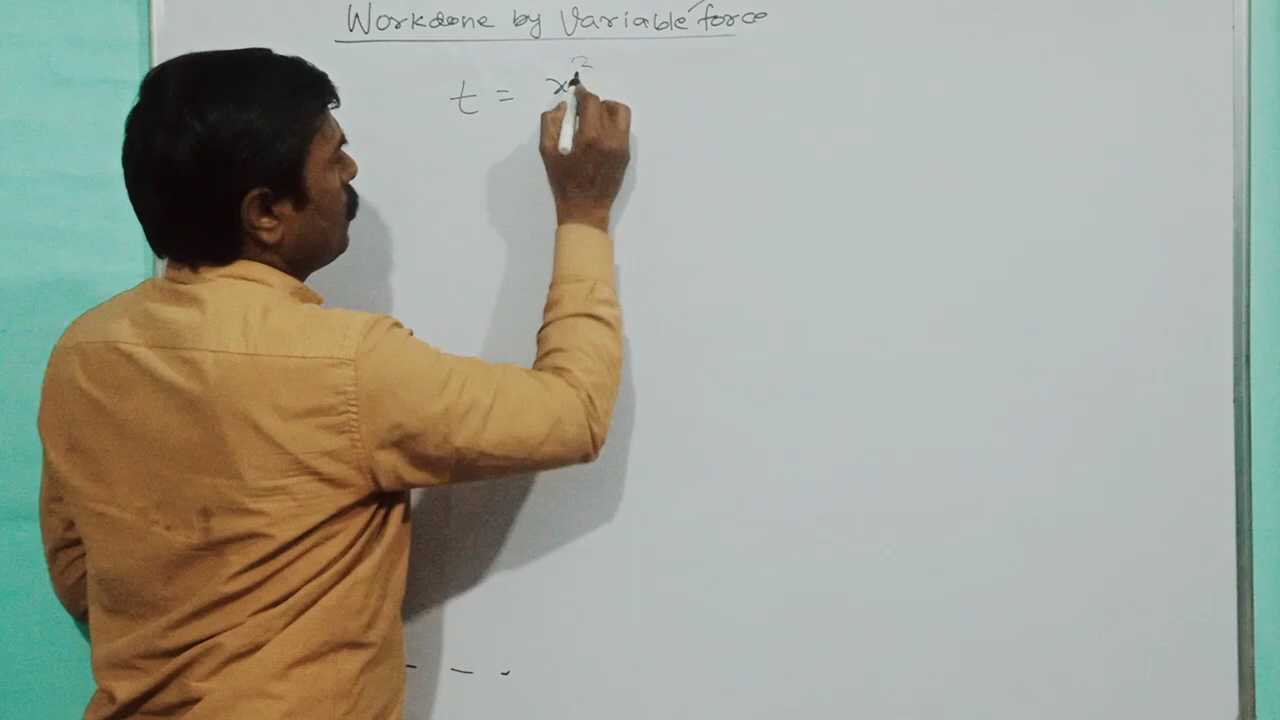 Workdone by Variable force
t = x²